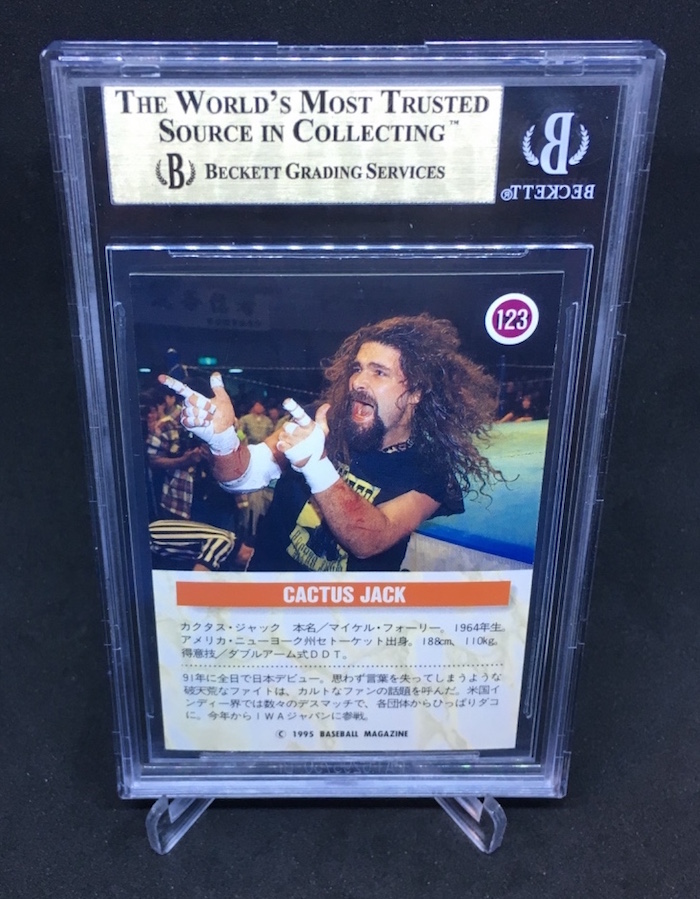 THE WORLD'S MOST TRUSTED
SOURCE IN COLLECTING™
B BECKETT GRADING SERVICES
B
BECKETT®
123
CACTUS JACK
カクタス・ジャック 本名/マイケル・フォーリー。1964年生。
アメリカ・ニューヨーク州セトーケット出身。188cm、110kg。
得意技/ダブルアーム式DDT。
91年に全日で日本デビュー。思わず言葉を失ってしまうような
破天荒なファイトは、カルトなファンの話題を呼んだ。米国
インディー界では数々のデスマッチで、各団体からひっぱりダコ
に。今年からIWAジャパンに参戦。
© 1995 BASEBALL MAGAZINE